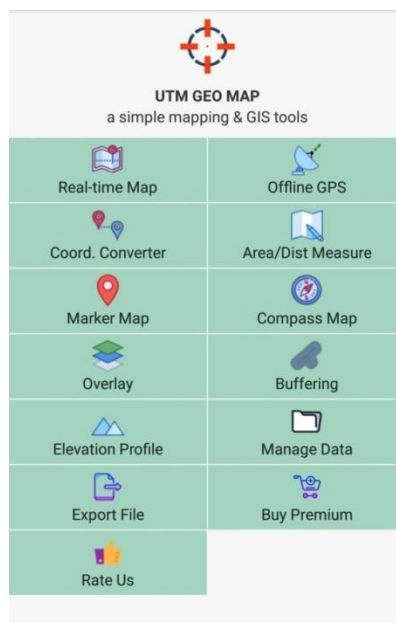 UTM GEO MAP
a simple mapping & GIS tools
Real-time Map
Offline GPS
Coord. Converter
Area/Dist Measure
Marker Map
Compass Map
Overlay
Buffering
Elevation Profile
Manage Data
Export File
Buy Premium
Rate Us